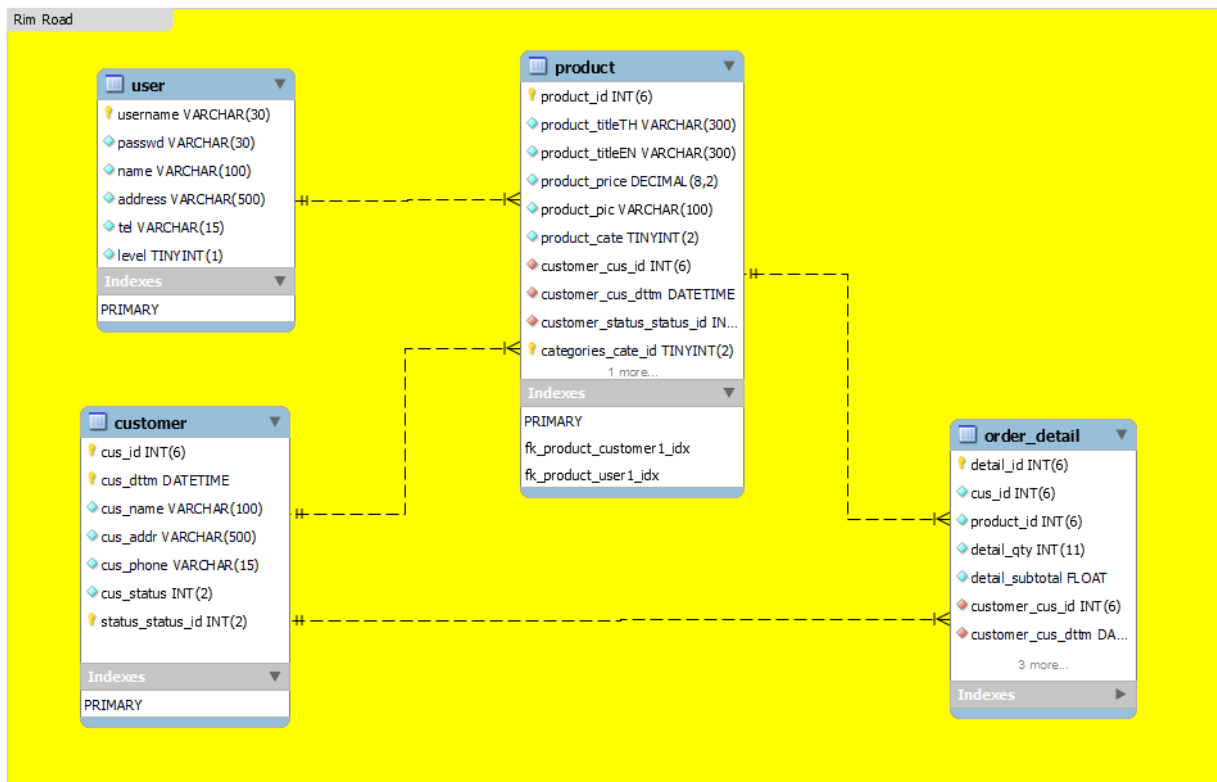 Rim Road
user
username VARCHAR(30)
passwd VARCHAR(30)
name VARCHAR(100)
address VARCHAR(500)
tel VARCHAR(15)
level TINYINT(1)
Indexes
PRIMARY
product
product_id INT(6)
product_titleTH VARCHAR(300)
product_titleEN VARCHAR(300)
product_price DECIMAL(8,2)
product_pic VARCHAR(100)
product_cate TINYINT(2)
customer_cus_id INT(6)
customer_cus_dttm DATETIME
customer_status_status_id IN...
categories_cate_id TINYINT(2)
1 more...
Indexes
PRIMARY
fk_product_customer1_idx
fk_product_user1_idx
customer
cus_id INT(6)
cus_dttm DATETIME
cus_name VARCHAR(100)
cus_addr VARCHAR(500)
cus_phone VARCHAR(15)
cus_status INT(2)
status_status_id INT(2)
Indexes
PRIMARY
order_detail
detail_id INT(6)
cus_id INT(6)
product_id INT(6)
detail_qty INT(11)
detail_subtotal FLOAT
customer_cus_id INT(6)
customer_cus_dttm DA...
3 more...
Indexes